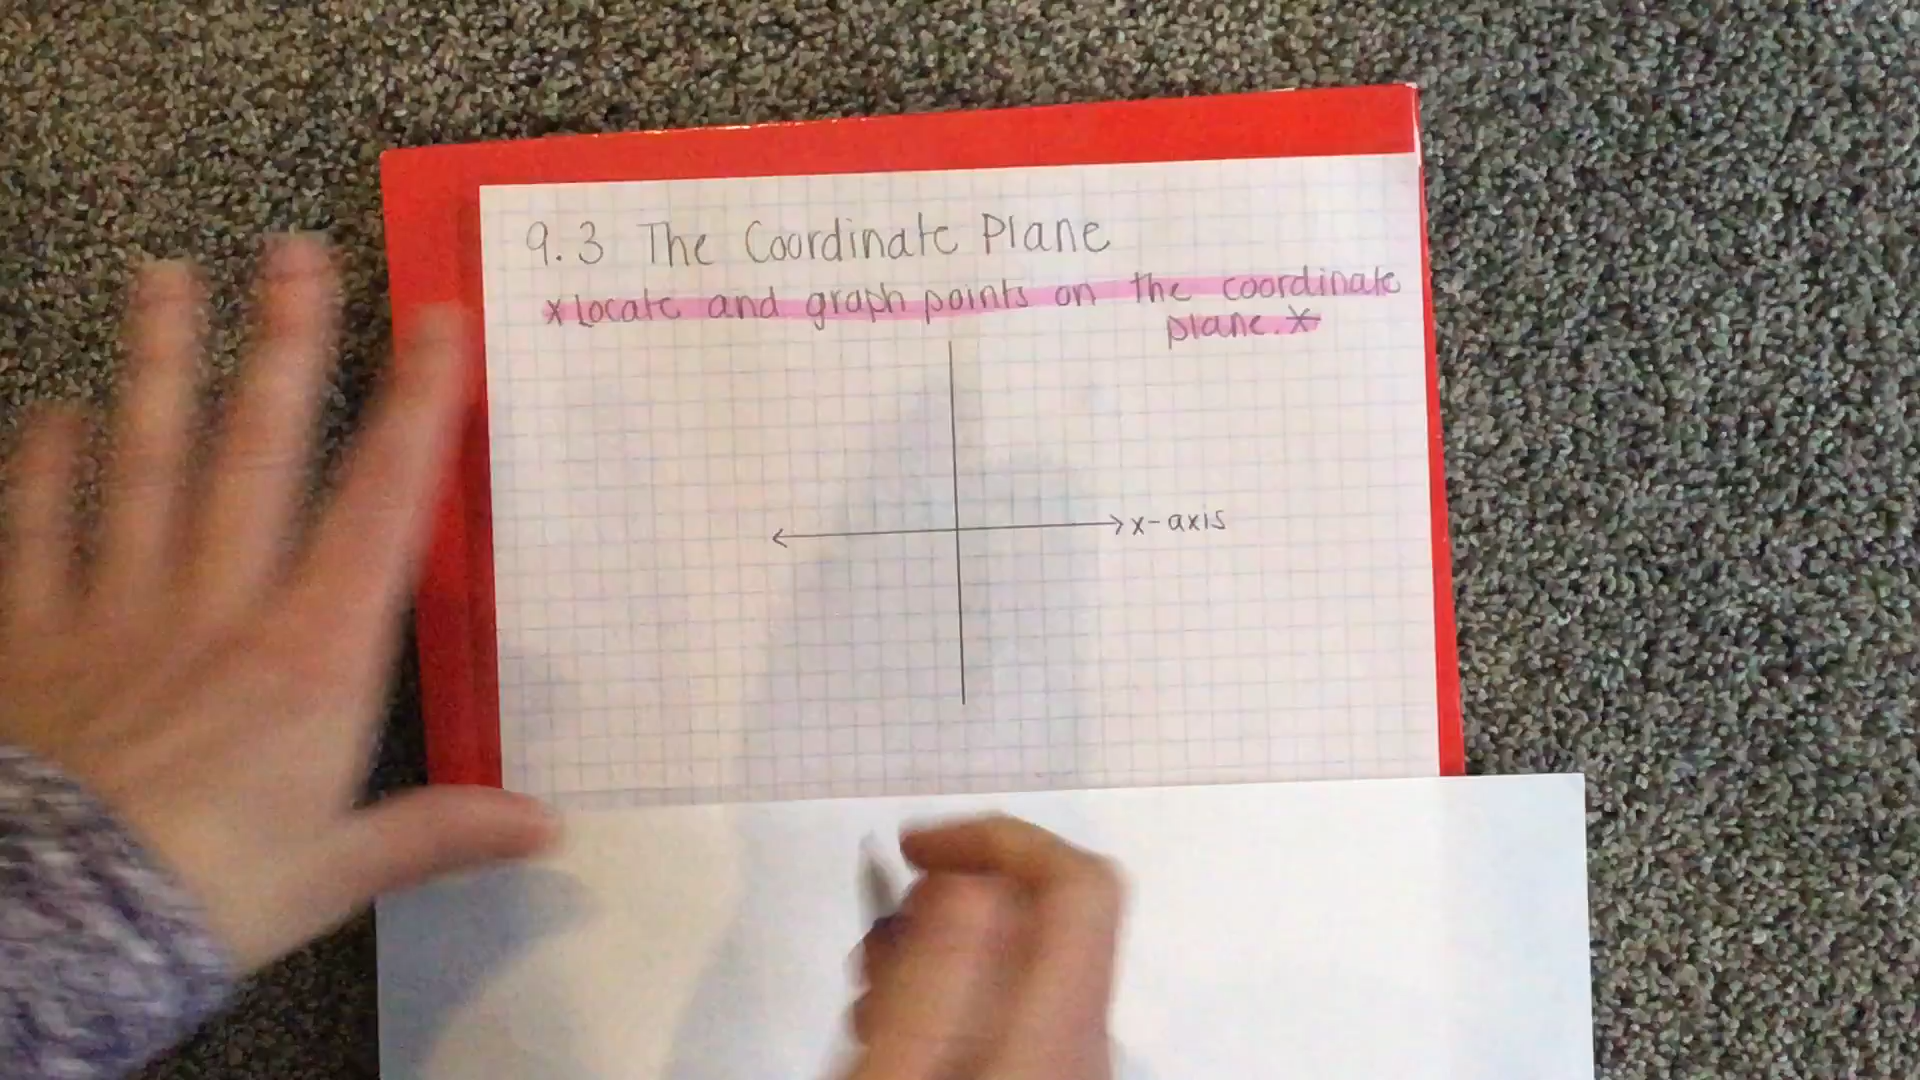 9.3 The Coordinate Plane
*Locate and graph points on the coordinate
plane.*
x-axis